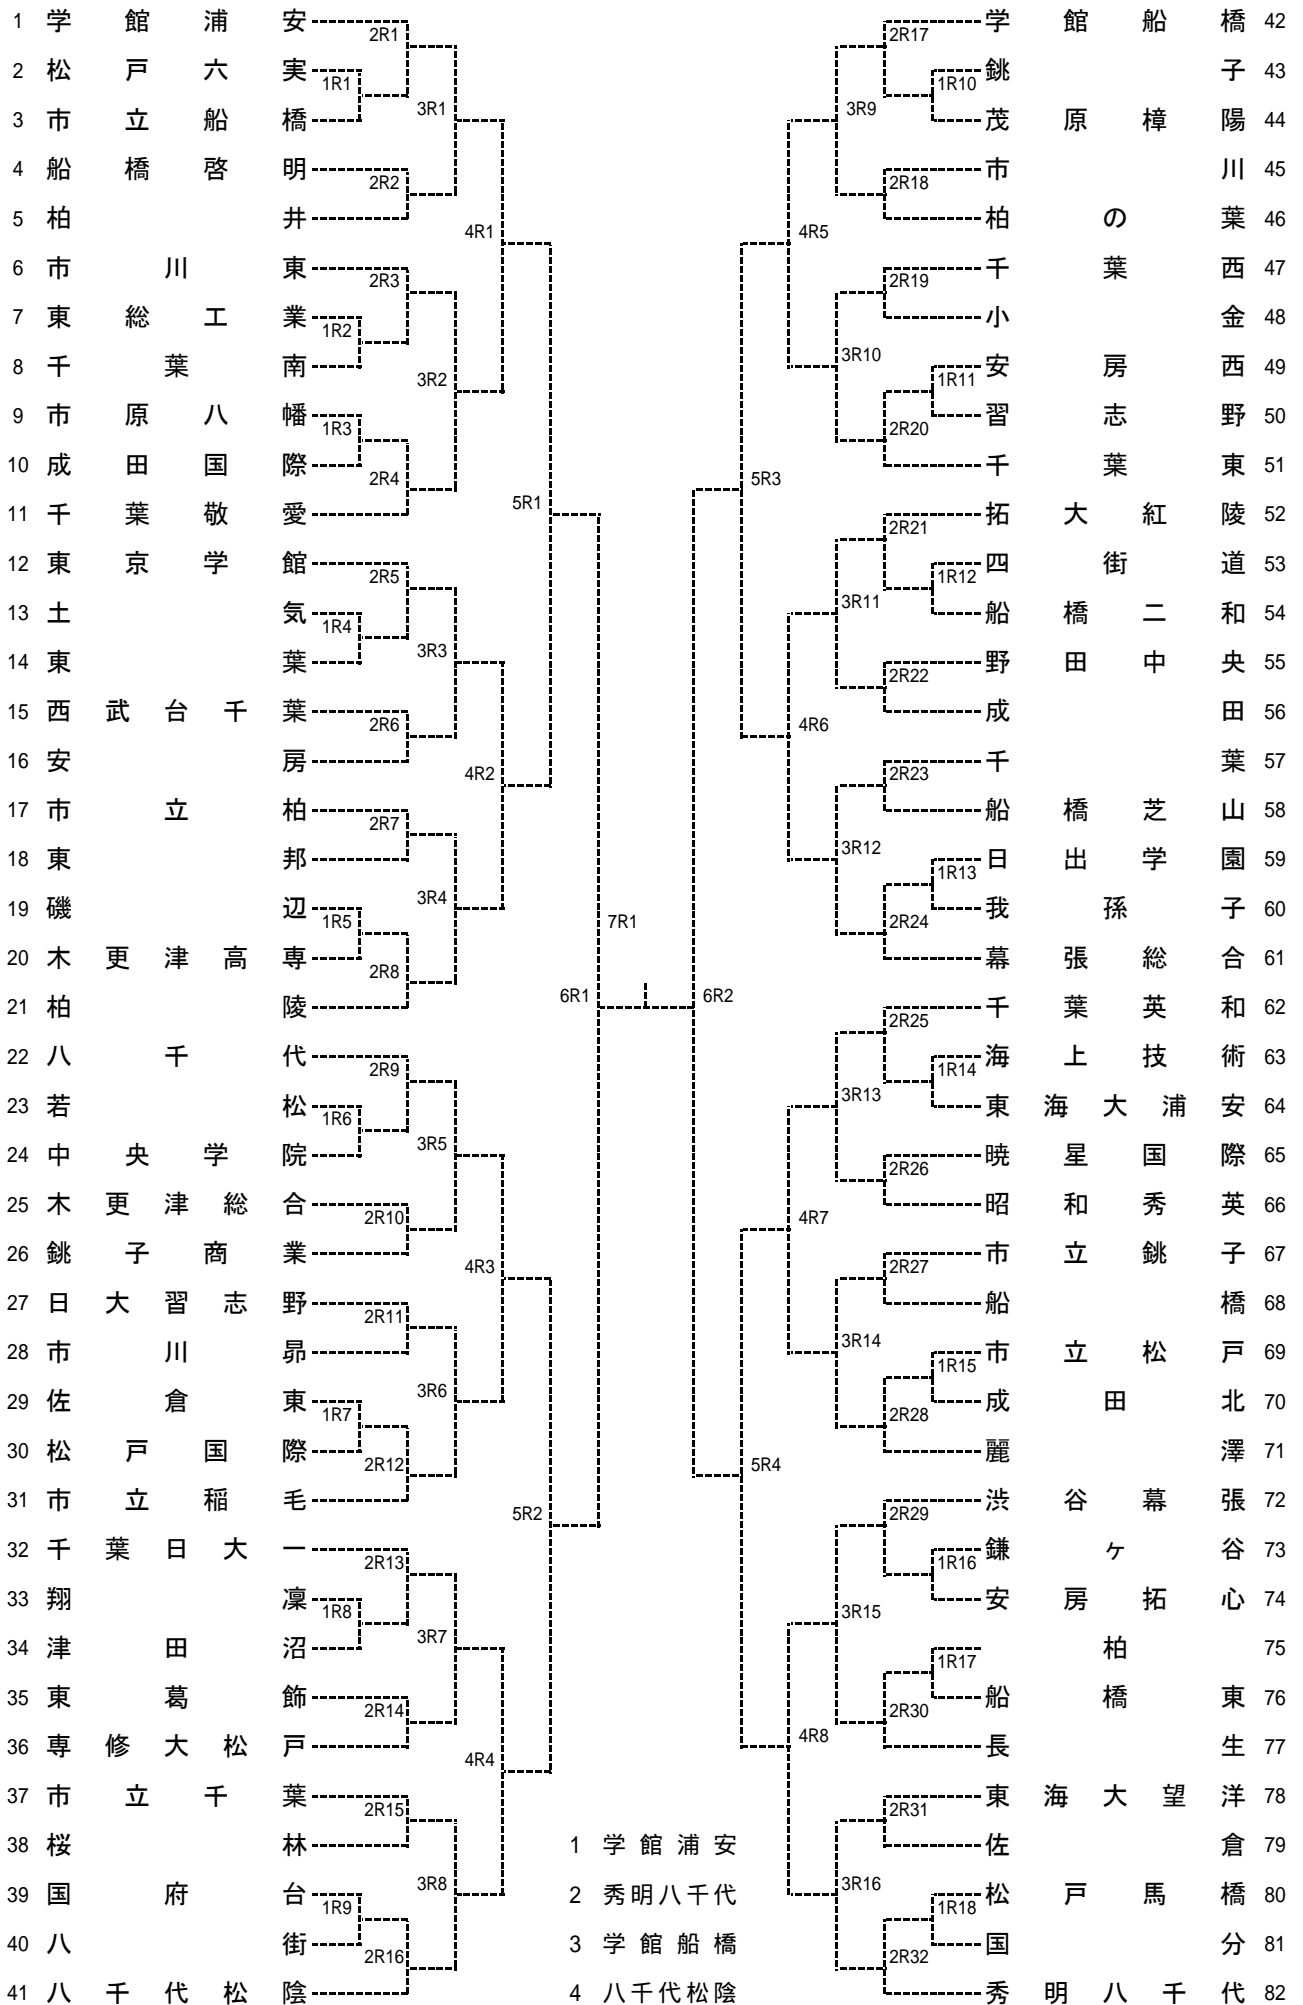 1 学館浦安
2R1
2 松戸六実
1R1
3 市立船橋
3R1
4 船橋啓明
2R2
5 柏井
4R1
6 市川東
2R3
7 東総工業
1R2
8 千葉南
3R2
9 市原八幡
1R3
10 成田国際
2R4
11 千葉敬愛
5R1
12 東京学館
2R5
13 土気
1R4
14 東葉
3R3
15 西武台千葉
2R6
16 安房
4R2
17 市立柏
2R7
18 東邦
3R4
19 磯辺
1R5
20 木更津高専
2R8
21 柏陵
6R1
7R1
22 八千代
2R9
23 若松
1R6
24 中央学院
3R5
25 木更津総合
2R10
26 銚子商業
4R3
27 日大習志野
2R11
28 市川昴
3R6
29 佐倉東
1R7
30 松戸国際
2R12
31 市立稲毛
5R2
32 千葉日大一
2R13
33 翔凜
1R8
34 津田沼
3R7
35 東葛飾
2R14
36 専修大松戸
4R4
37 市立千葉
2R15
38 桜林
3R8
39 国府台
1R9
40 八街
2R16
41 八千代松陰
1 学館浦安
2 秀明八千代
3 学館船橋
4 八千代松陰
2R17
学館船橋 42
銚子 43
1R10
3R9
茂原樟陽 44
市川 45
2R18
柏の葉 46
4R5
千葉西 47
2R19
小金 48
3R10
安房西 49
1R11
習志野 50
2R20
千葉東 51
5R3
拓大紅陵 52
2R21
四街道 53
1R12
3R11
船橋二和 54
野田中央 55
2R22
成田 56
4R6
千葉 57
2R23
船橋芝山 58
3R12
日出学園 59
1R13
我孫子 60
2R24
幕張総合 61
6R2
千葉英和 62
2R25
海上技術 63
1R14
3R13
東海大浦安 64
暁星国際 65
2R26
昭和秀英 66
4R7
市立銚子 67
2R27
船橋 68
3R14
市立松戸 69
1R15
成田北 70
2R28
麗澤 71
5R4
渋谷幕張 72
2R29
鎌ヶ谷 73
1R16
3R15
安房拓心 74
柏 75
1R17
船橋東 76
2R30
4R8
長生 77
東海大望洋 78
2R31
佐倉 79
3R16
松戸馬橋 80
1R18
国分 81
2R32
秀明八千代 82